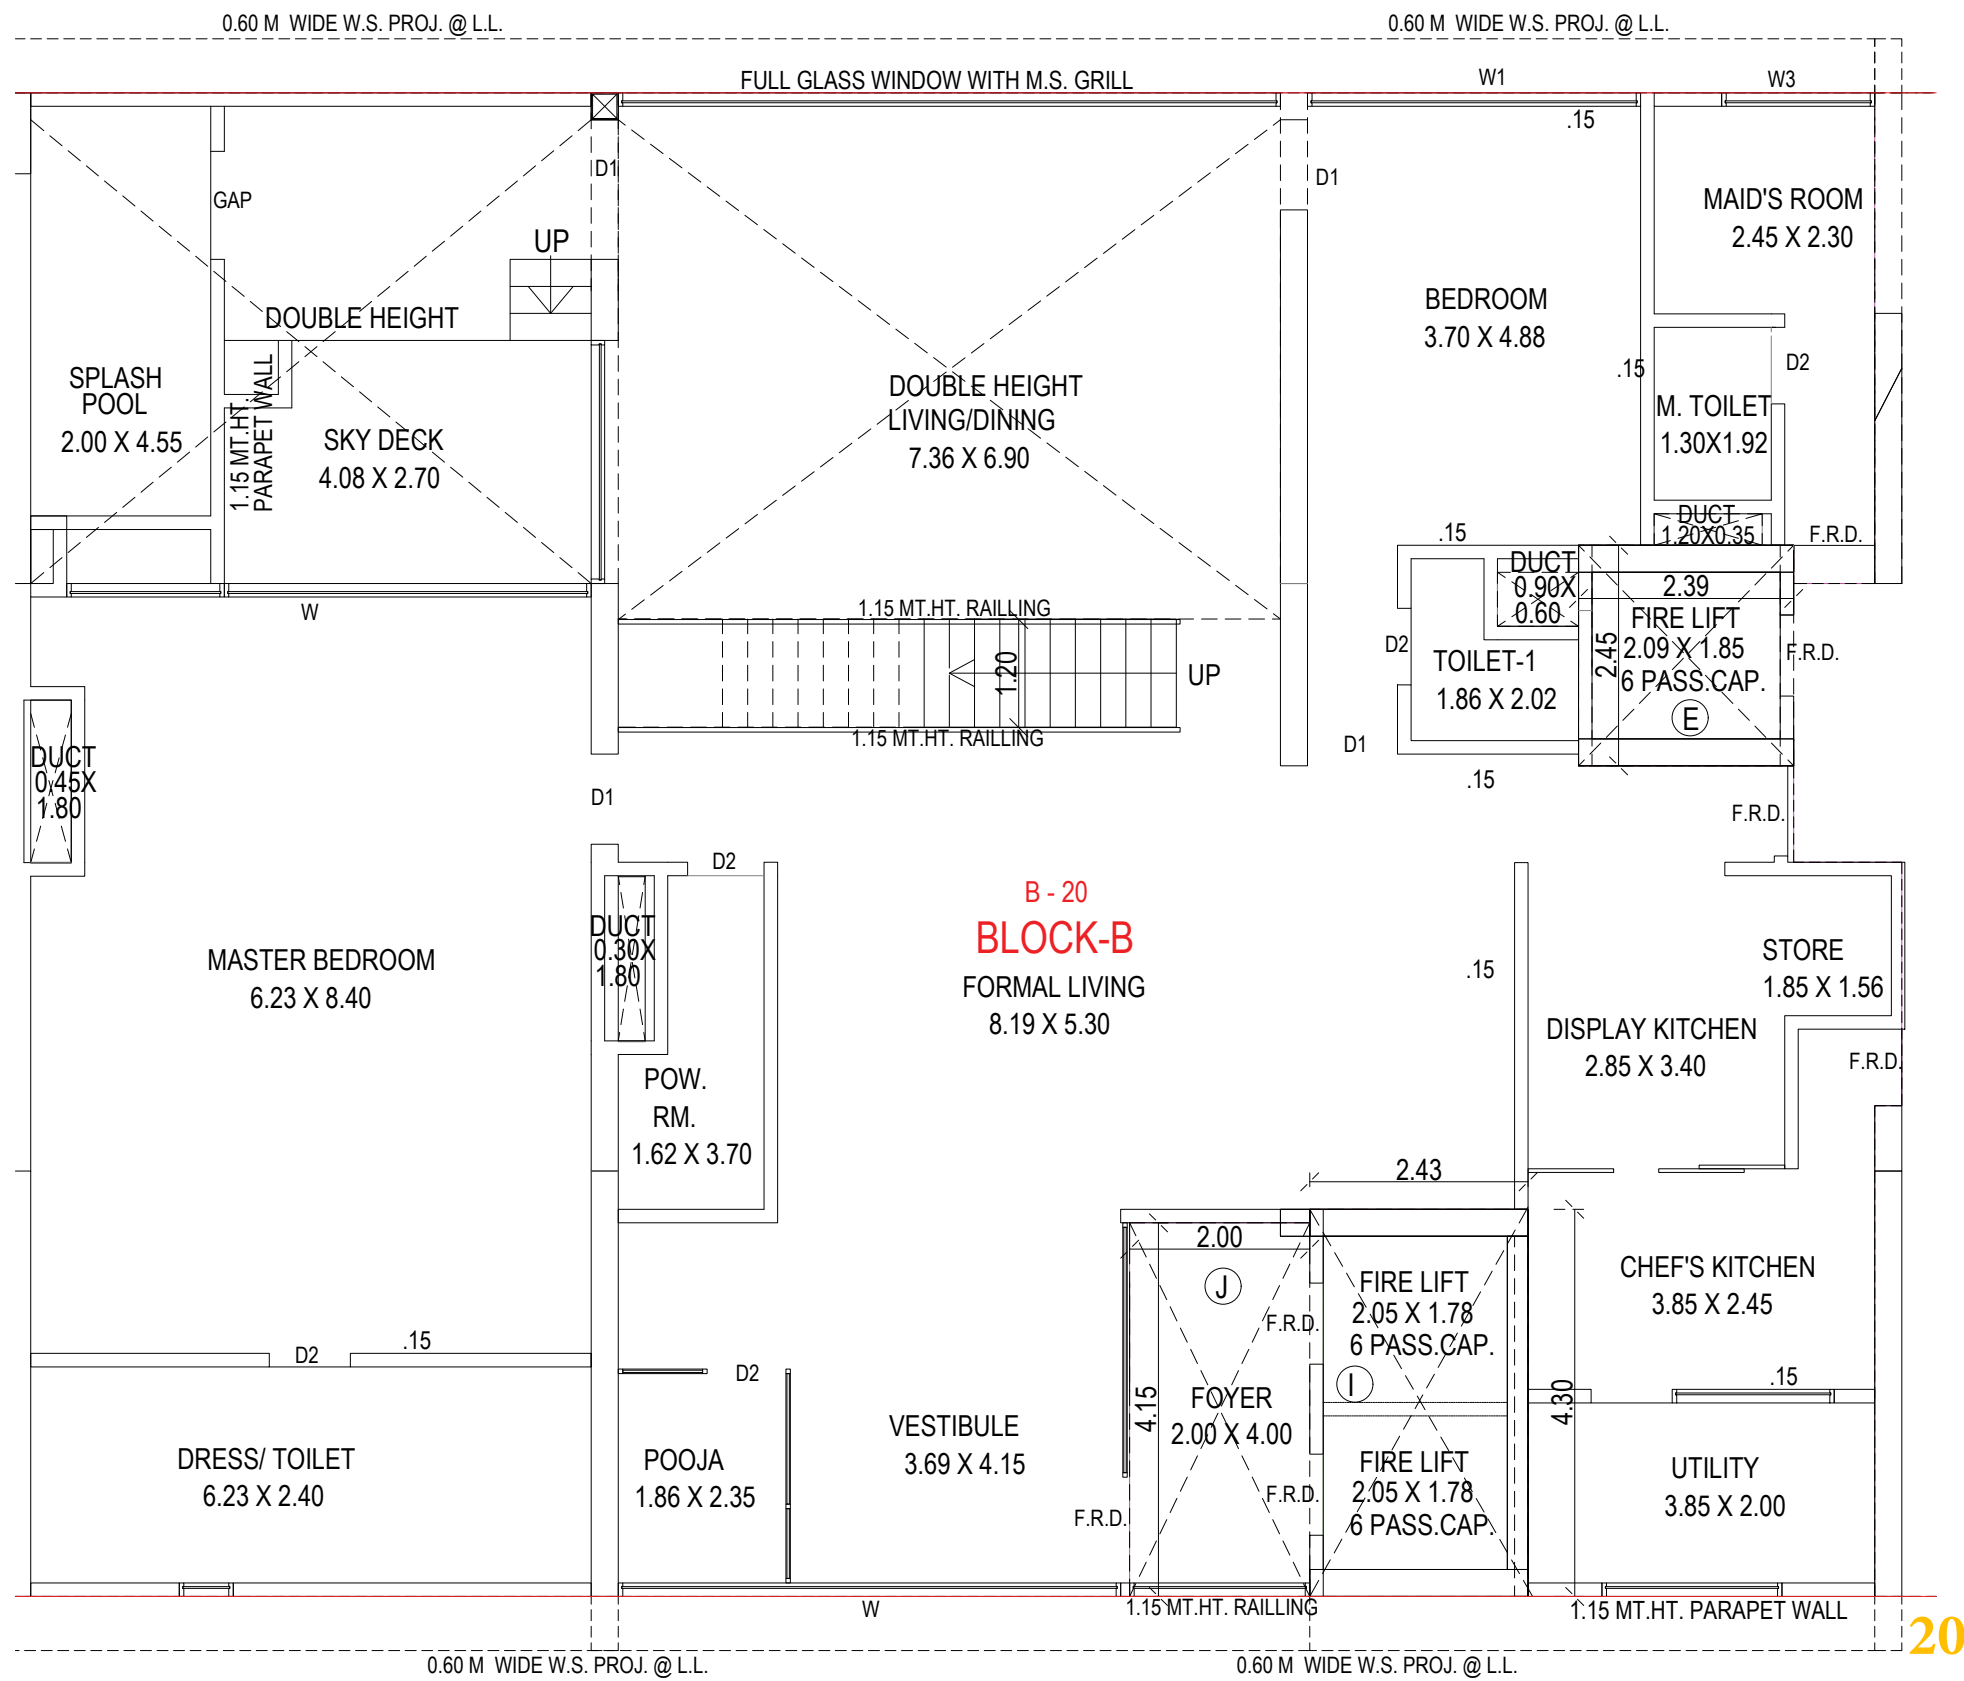 0.60 M WIDE W.S. PROJ. @ L.L.
0.60 M WIDE W.S. PROJ. @ L.L.
FULL GLASS WINDOW WITH M.S. GRILL
W1
W3
.15
D1
D1
GAP
MAID'S ROOM
2.45 X 2.30
UP
DOUBLE HEIGHT
BEDROOM
3.70 X 4.88
.15
D2
SPLASH
POOL
2.00 X 4.55
1.15 MT.HT.
PARAPET WALL
SKY DECK
4.08 X 2.70
DOUBLE HEIGHT
LIVING/DINING
7.36 X 6.90
M. TOILET
1.30X1.92
DUCT
1.20X0.35
F.R.D.
.15
DUCT
0.90X
0.60
2.39
FIRE LIFT
2.09 X 1.85
6 PASS.CAP.
E
2.45
F.R.D.
W
1.15 MT.HT. RAILLING
1.20
UP
1.15 MT.HT. RAILLING
D2
TOILET-1
1.86 X 2.02
D1
.15
DUCT
0.45X
1.80
D1
F.R.D.
D2
B - 20
BLOCK-B
FORMAL LIVING
8.19 X 5.30
DUCT
0.30X
1.80
MASTER BEDROOM
6.23 X 8.40
.15
STORE
1.85 X 1.56
DISPLAY KITCHEN
2.85 X 3.40
F.R.D.
POW.
RM.
1.62 X 3.70
2.43
2.00
J
FIRE LIFT
2.05 X 1.78
6 PASS.CAP.
F.R.D.
I
CHEF'S KITCHEN
3.85 X 2.45
D2
.15
D2
.15
4.15
FOYER
2.00 X 4.00
4.30
VESTIBULE
3.69 X 4.15
DRESS/ TOILET
6.23 X 2.40
POOJA
1.86 X 2.35
FIRE LIFT
2.05 X 1.78
6 PASS.CAP.
F.R.D.
F.R.D.
UTILITY
3.85 X 2.00
W
1.15 MT.HT. RAILLING
1.15 MT.HT. PARAPET WALL
20
0.60 M WIDE W.S. PROJ. @ L.L.
0.60 M WIDE W.S. PROJ. @ L.L.